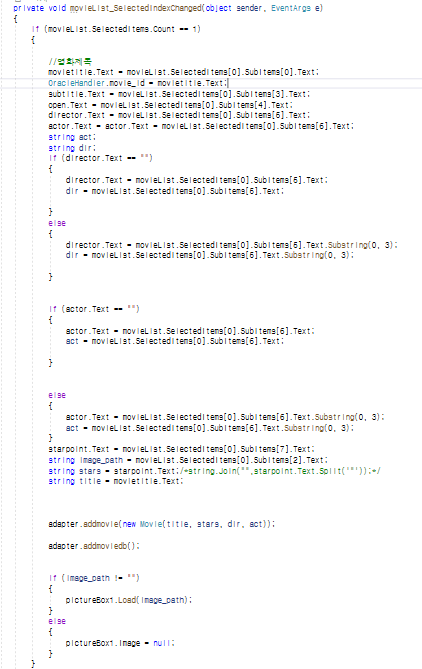 private void movieList_SelectedIndexChanged(object sender, EventArgs e)
{
if (movieList.SelectedItems.Count == 1)
{
//영화제목
movietitle.Text = movieList.SelectedItems[0].SubItems[0].Text;
OracleHandler.movie_id = movietitle.Text;
subtitle.Text = movieList.SelectedItems[0].SubItems[3].Text;
open.Text = movieList.SelectedItems[0].SubItems[4].Text;
director.Text = movieList.SelectedItems[0].SubItems[6].Text;
actor.Text = actor.Text = movieList.SelectedItems[0].SubItems[6].Text;
string act;
string dir;
if (director.Text == "")
{
director.Text = movieList.SelectedItems[0].SubItems[6].Text;
dir = movieList.SelectedItems[0].SubItems[6].Text;
}
else
{
director.Text = movieList.SelectedItems[0].SubItems[6].Text.Substring(0, 3);
dir = movieList.SelectedItems[0].SubItems[6].Text.Substring(0, 3);
}
if (actor.Text == "")
{
actor.Text = movieList.SelectedItems[0].SubItems[6].Text;
act = movieList.SelectedItems[0].SubItems[6].Text;
}
else
{
actor.Text = movieList.SelectedItems[0].SubItems[6].Text.Substring(0, 3);
act = movieList.SelectedItems[0].SubItems[6].Text.Substring(0, 3);
}
starpoint.Text = movieList.SelectedItems[0].SubItems[7].Text;
string image_path = movieList.SelectedItems[0].SubItems[2].Text;
string stars = starpoint.Text;/*string.Join("",starpoint.Text.Split('"'));*/
string title = movietitle.Text;
adapter.addmovie(new Movie(title, stars, dir, act));
adapter.addmoviedb();
if (image_path != "")
{
pictureBox1.Load(image_path);
}
else
{
pictureBox1.Image = null;
}
}